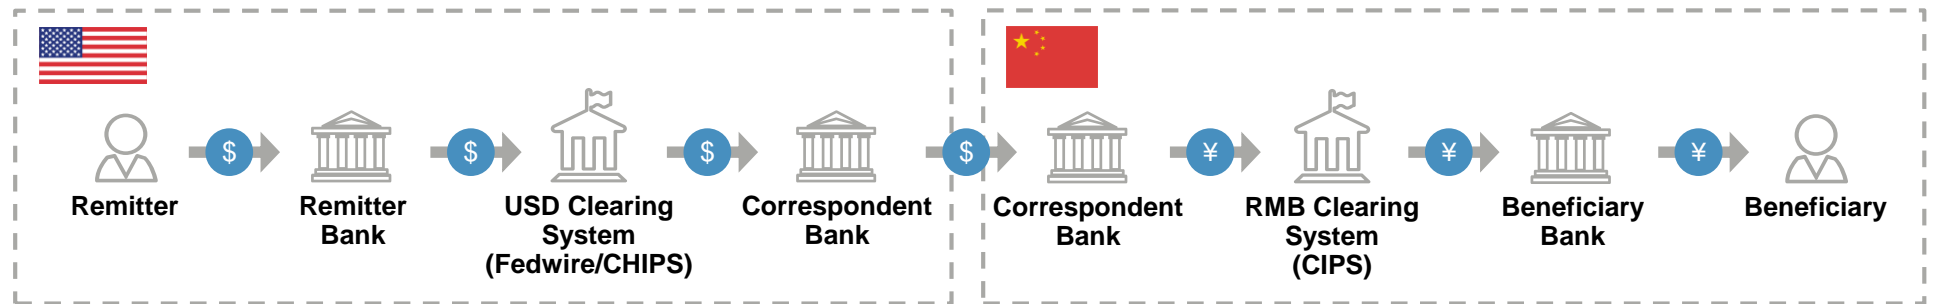 $
$
$
$
¥
¥
¥
Remitter
Remitter
Bank
USD Clearing
System
(Fedwire/CHIPS)
Correspondent
Bank
Correspondent
Bank
RMB Clearing
System
(CIPS)
Beneficiary
Bank
Beneficiary